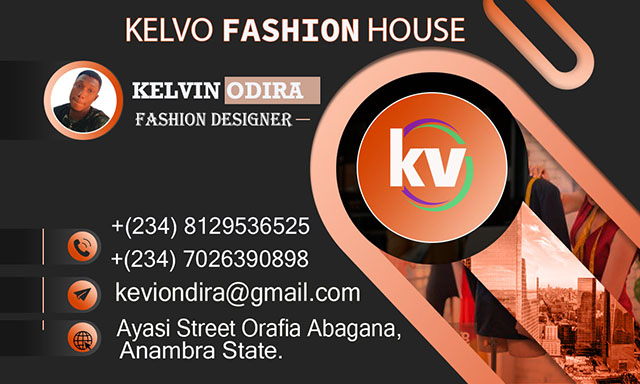 KELVO FASHION HOUSE
KELVIN ODIRA
FASHION DESIGNER
kv
+(234) 8129536525
+(234) 7026390898
keviondira@gmail.com
Ayasi Street Orafia Abagana,
Anambra State.